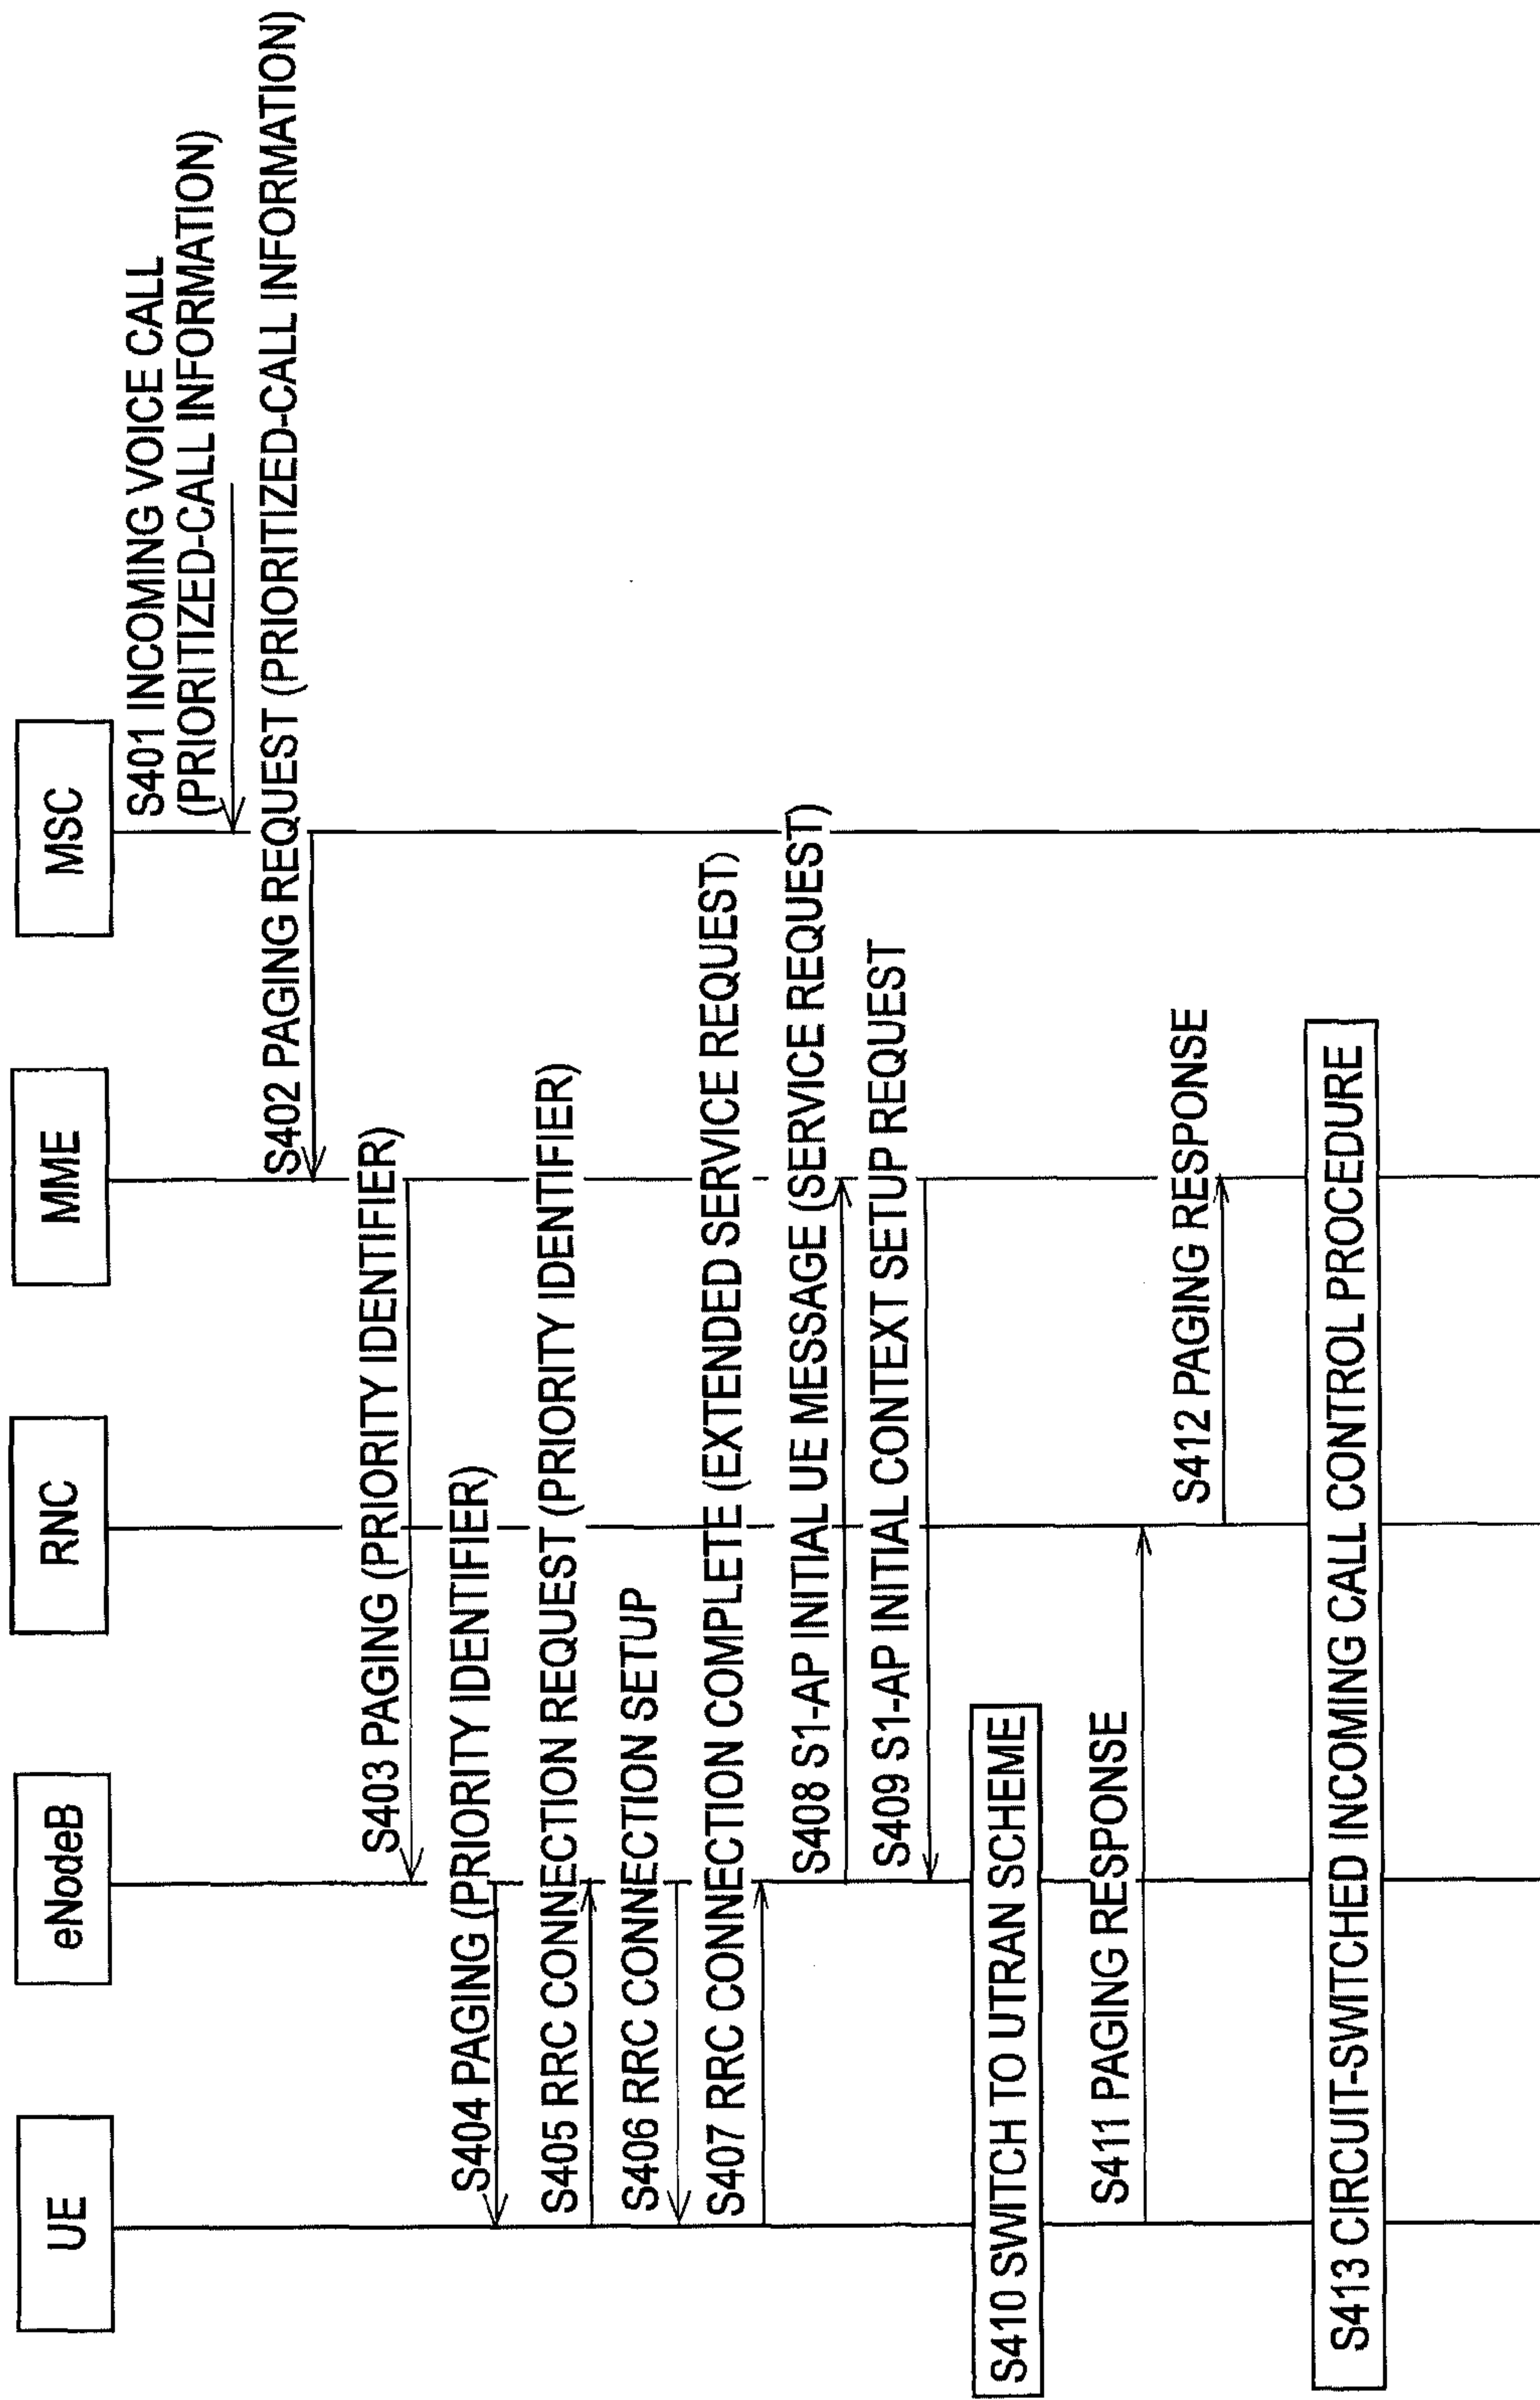 UE
eNodeB
RNC
MME
MSC
S401 INCOMING VOICE CALL
(PRIORITIZED-CALL INFORMATION)
S402 PAGING REQUEST (PRIORITIZED-CALL INFORMATION)
S403 PAGING (PRIORITY IDENTIFIER)
S404 PAGING (PRIORITY IDENTIFIER)
S405 RRC CONNECTION REQUEST (PRIORITY IDENTIFIER)
S406 RRC CONNECTION SETUP
S407 RRC CONNECTION COMPLETE (EXTENDED SERVICE REQUEST)
S408 S1-AP INITIAL UE MESSAGE (SERVICE REQUEST)
S409 S1-AP INITIAL CONTEXT SETUP REQUEST
S410 SWITCH TO UTRAN SCHEME
S411 PAGING RESPONSE
S412 PAGING RESPONSE
S413 CIRCUIT-SWITCHED INCOMING CALL CONTROL PROCEDURE